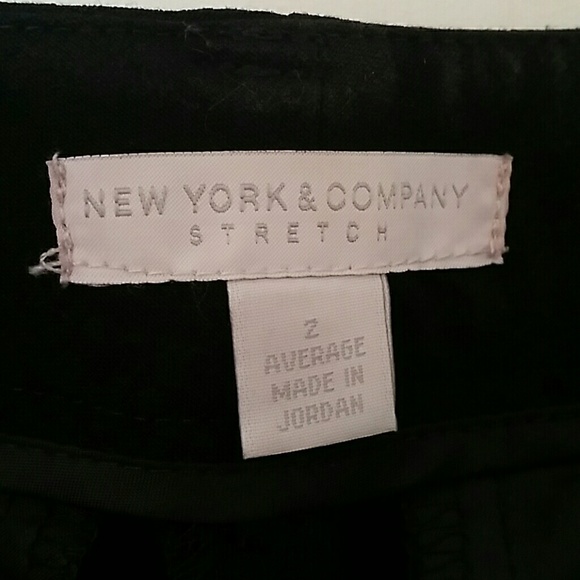 NEW YORK & COMPANY
STRETCH
2
AVERAGE
MADE IN
JORDAN